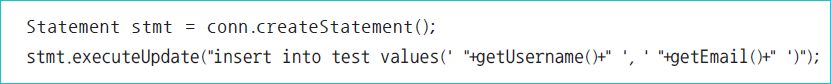 Statement stmt = conn.createStatement();
stmt.executeUpdate("insert into test values(' "+getUsername()+" ', ' "+getEmail()+" ')");